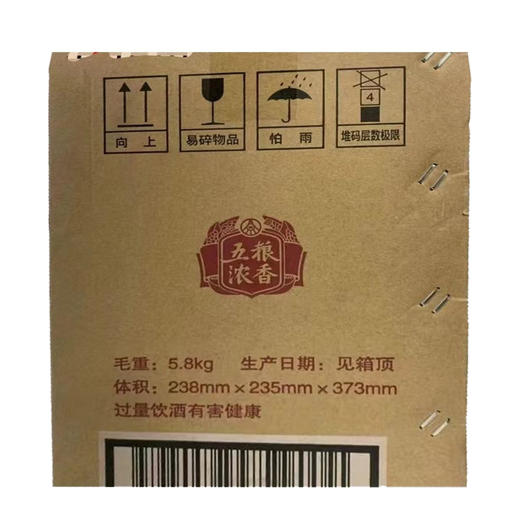 向上 易碎物品 怕雨 4 堆码层数极限
五粮
浓香
毛重：5.8kg 生产日期：见箱顶
体积：238mm×235mm×373mm
过量饮酒有害健康